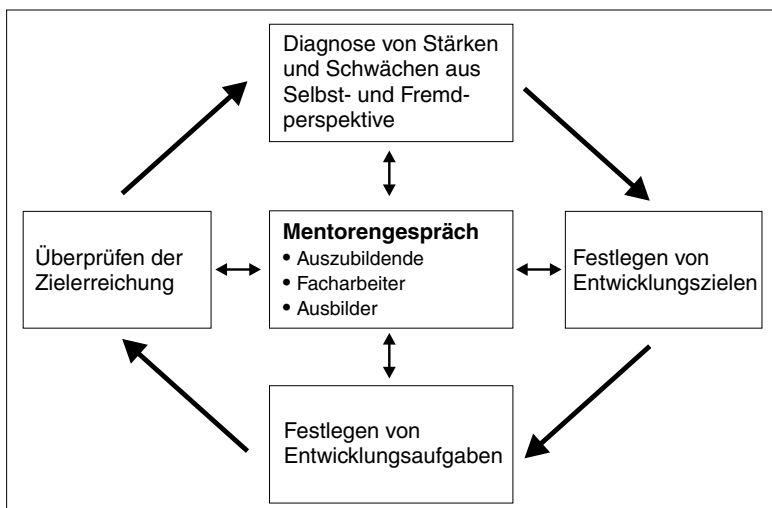 Diagnose von Stärken
und Schwächen aus
Selbst- und Fremd-
perspektive
Überprüfen der
Zielerreichung
Mentorengespräch
• Auszubildende
• Facharbeiter
• Ausbilder
Festlegen von
Entwicklungszielen
Festlegen von
Entwicklungsaufgaben